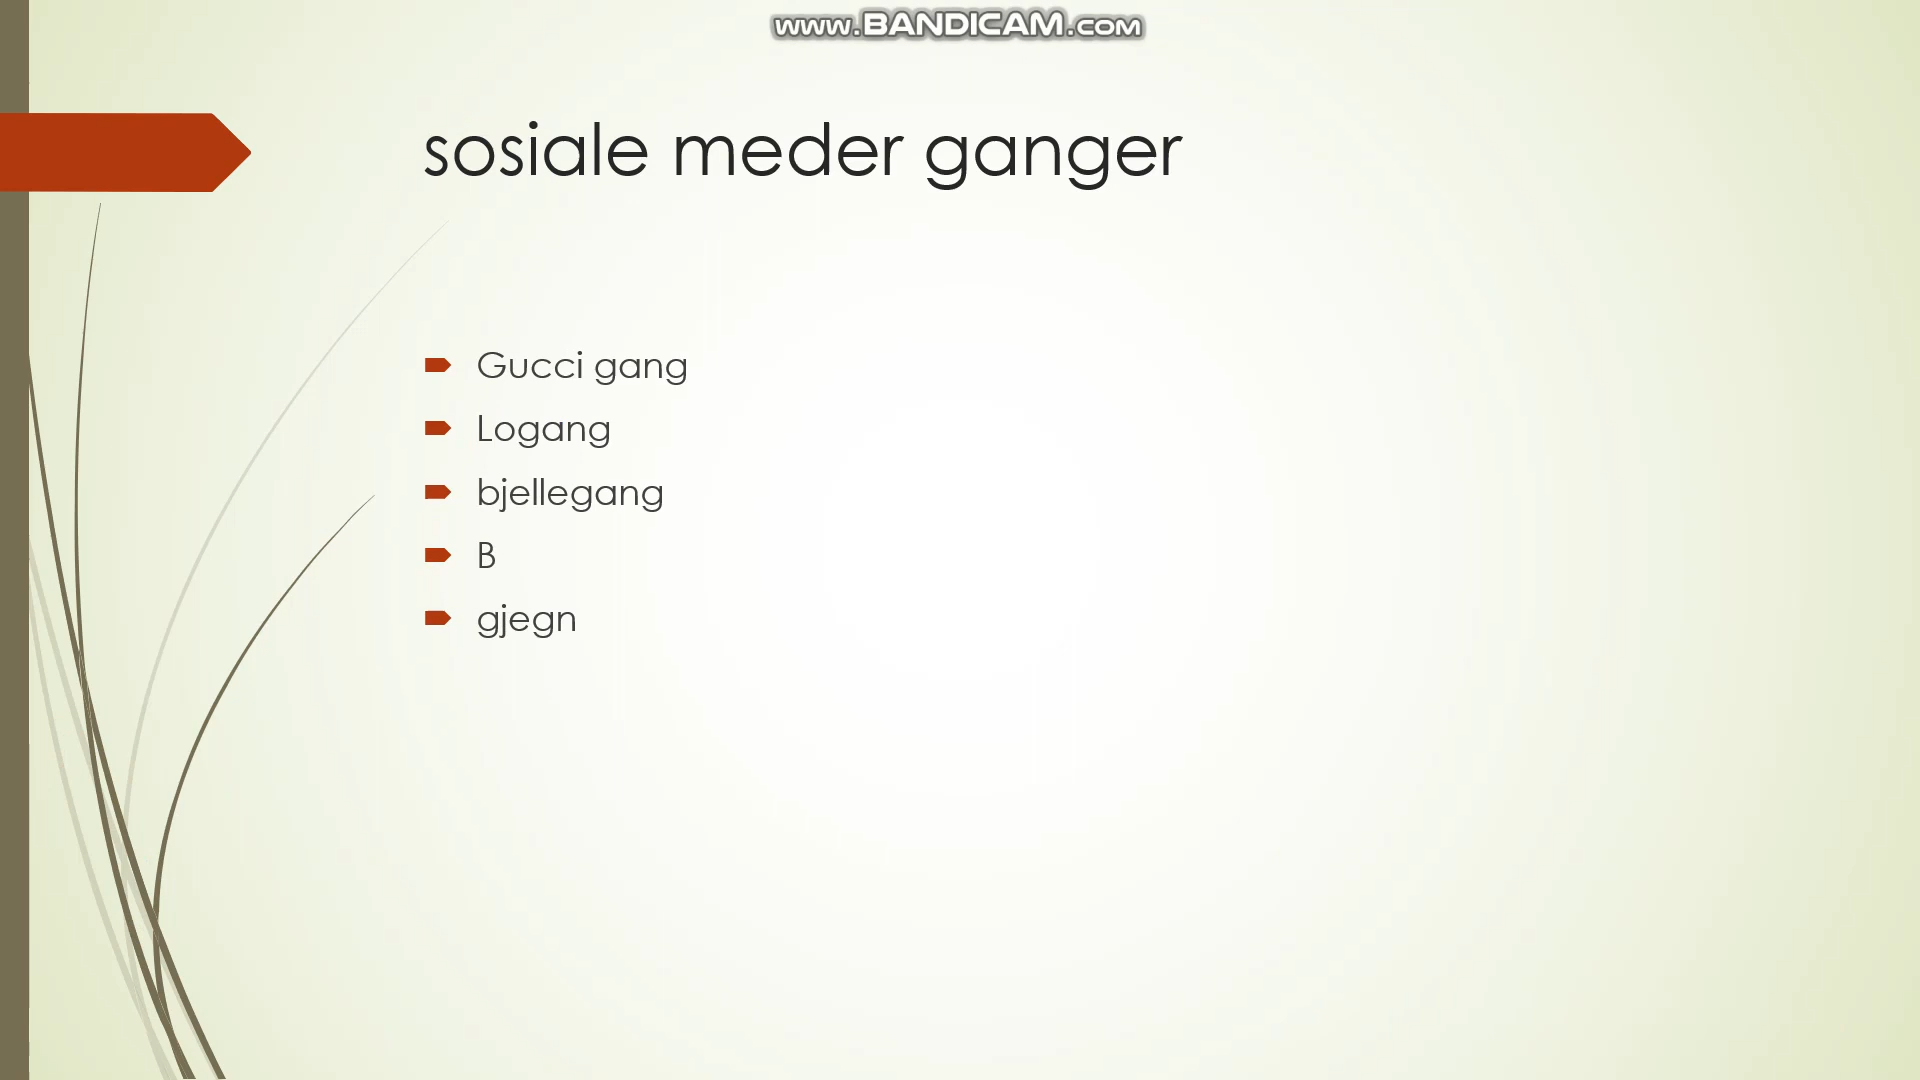 www.BANDICAM.com
sosiale meder ganger
Gucci gang
Logang
bjellegang
B
gjegn